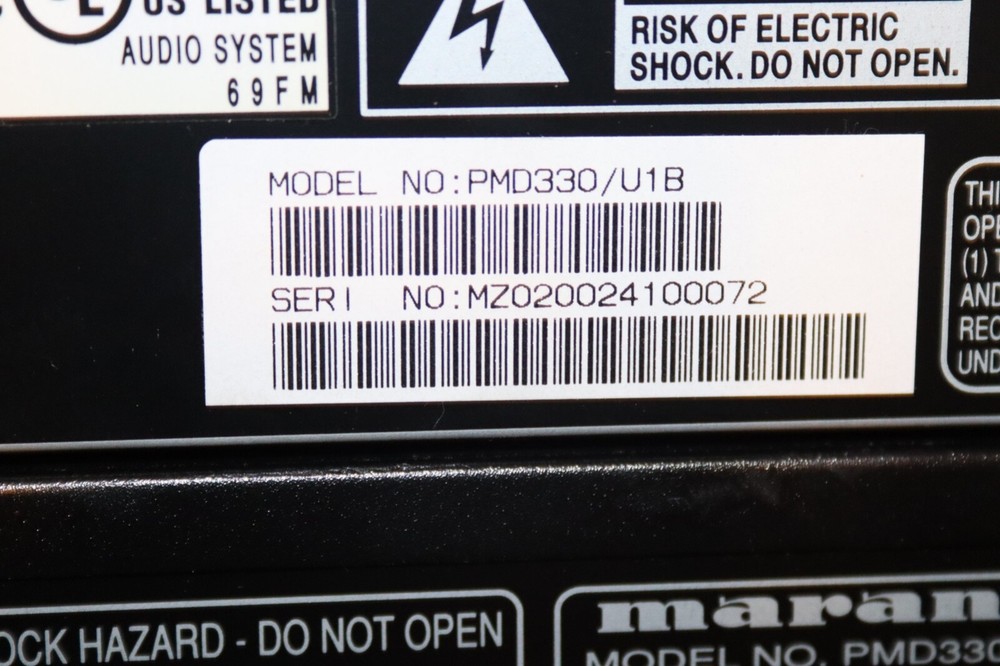 US LISTED
AUDIO SYSTEM
69FM
RISK OF ELECTRIC
SHOCK. DO NOT OPEN.
MODEL NO:PMD330/U1B
SERI NO:MZ020024100072
(1)
HAZARD - DO NOT OPEN
MODEL NO. PMD330